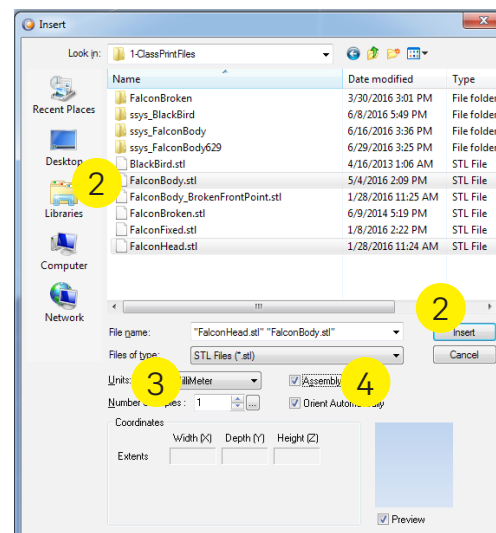 Insert
x
Look in: 1-ClassPrintFiles
Name Date modified Type
FalconBroken 3/30/2016 3:01 PM File folder
ssys_BlackBird 6/8/2016 5:49 PM File folder
ssys_FalconBody 6/16/2016 3:36 PM File folder
ssys_FalconBody629 6/29/2016 3:25 PM File folder
BlackBird.stl 4/16/2013 1:06 AM STL File
FalconBody.stl 5/4/2016 2:09 PM STL File
FalconBody_BrokenFrontPoint.stl 1/28/2016 11:25 AM STL File
FalconBroken.stl 6/9/2014 5:19 PM STL File
FalconFixed.stl 1/8/2016 2:22 PM STL File
FalconHead.stl 1/28/2016 11:24 AM STL File
Recent Places
Desktop
2
Libraries
Computer
Network
2
File name: "FalconHead.stl" "FalconBody.stl" Insert
Files of type: STL Files (*.stl) Cancel
Units: 3 Assembly 4
Number 1 ... Orient
Coordinates
Width (X) Depth (Y) Height (Z)
Extents
Preview